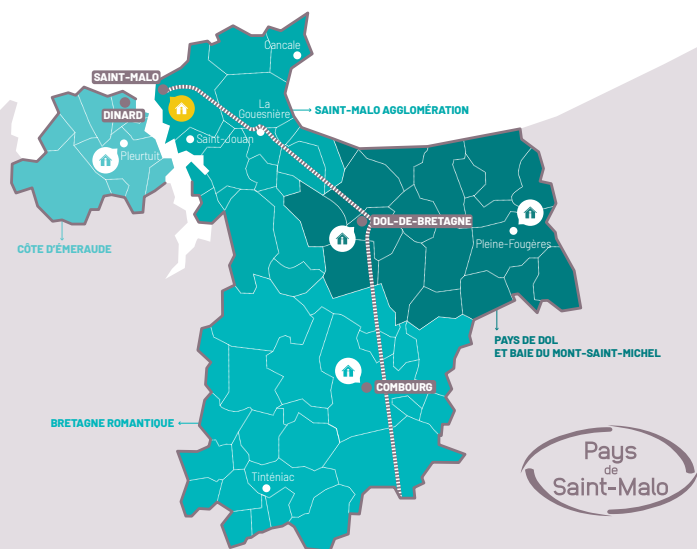 Cancale
SAINT-MALO
DINARD
La
Gouesnière
SAINT-MALO AGGLOMÉRATION
Saint-Jouan
Pleurtuit
DOL-DE-BRETAGNE
Pleine-Fougères
CÔTE D'ÉMERAUDE
PAYS DE DOL
ET BAIE DU MONT-SAINT-MICHEL
COMBOURG
BRETAGNE ROMANTIQUE
Tinténiac
Pays
de
Saint-Malo